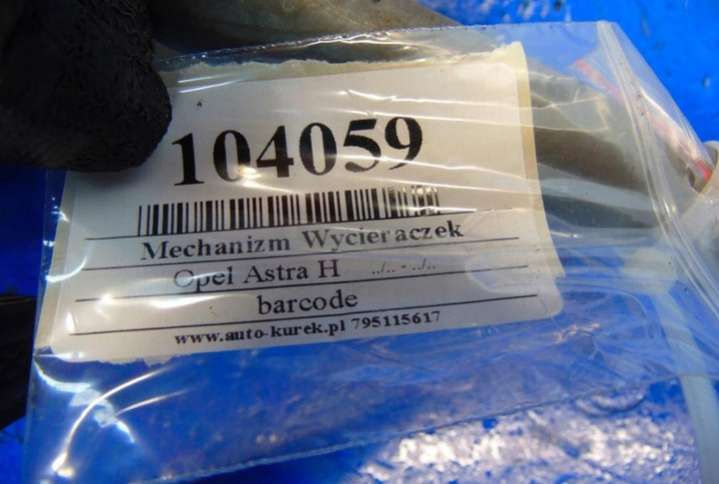 104059
Mechanizm Wycieraczek
Opel Astra H ../.. - ../..
barcode
www.auto-kurek.pl 795115617